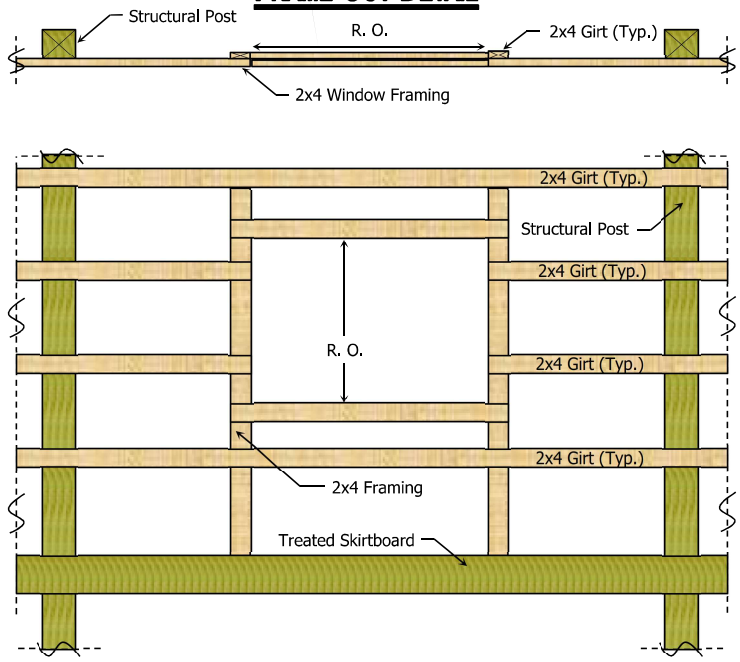 Structural Post
R. O.
2x4 Girt (Typ.)
2x4 Window Framing
2x4 Girt (Typ.)
Structural Post
2x4 Girt (Typ.)
R. O.
2x4 Girt (Typ.)
2x4 Girt (Typ.)
2x4 Framing
Treated Skirtboard